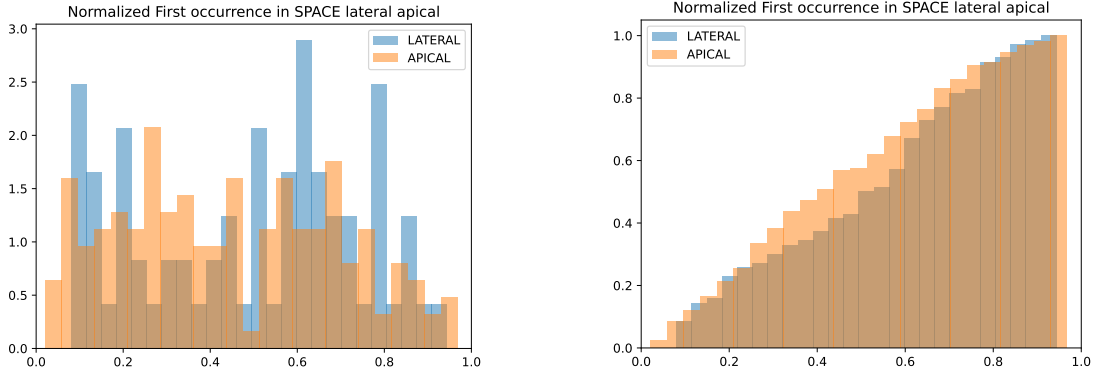 Normalized First occurrence in SPACE lateral apical
LATERAL
APICAL
3.0
2.5
2.0
1.5
1.0
0.5
0.0
0.0 0.2 0.4 0.6 0.8 1.0
Normalized First occurrence in SPACE lateral apical
LATERAL
APICAL
1.0
0.8
0.6
0.4
0.2
0.0
0.0 0.2 0.4 0.6 0.8 1.0